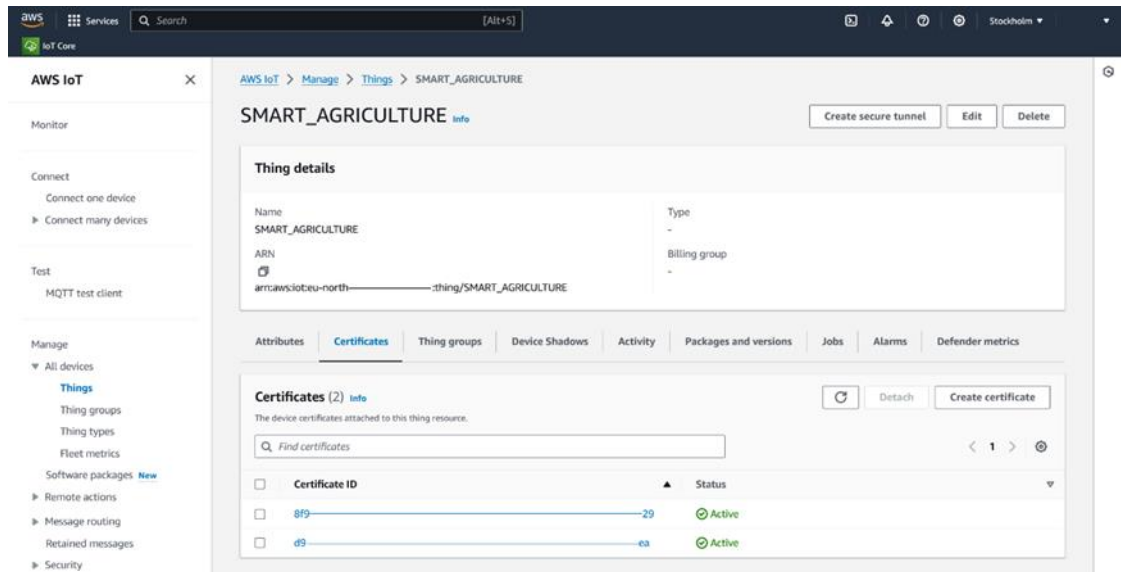 aws Services Search [Alt+S] Stockholm
IoT Core
AWS IoT
AWS IoT > Manage > Things > SMART_AGRICULTURE
SMART_AGRICULTURE Info
Create secure tunnel Edit Delete
Monitor
Connect
Connect one device
Connect many devices
Test
MQTT test client
Manage
All devices
Things
Thing groups
Thing types
Fleet metrics
Software packages New
Remote actions
Message routing
Retained messages
Security
Thing details
Name
SMART_AGRICULTURE
ARN
arn:aws:iot:eu-north- :thing/SMART_AGRICULTURE
Type
-
Billing group
-
Attributes Certificates Thing groups Device Shadows Activity Packages and versions Jobs Alarms Defender metrics
Certificates (2) Info
The device certificates attached to this thing resource.
Detach Create certificate
Find certificates
< 1 >
Certificate ID Status
8f9 29 Active
d9 ea Active